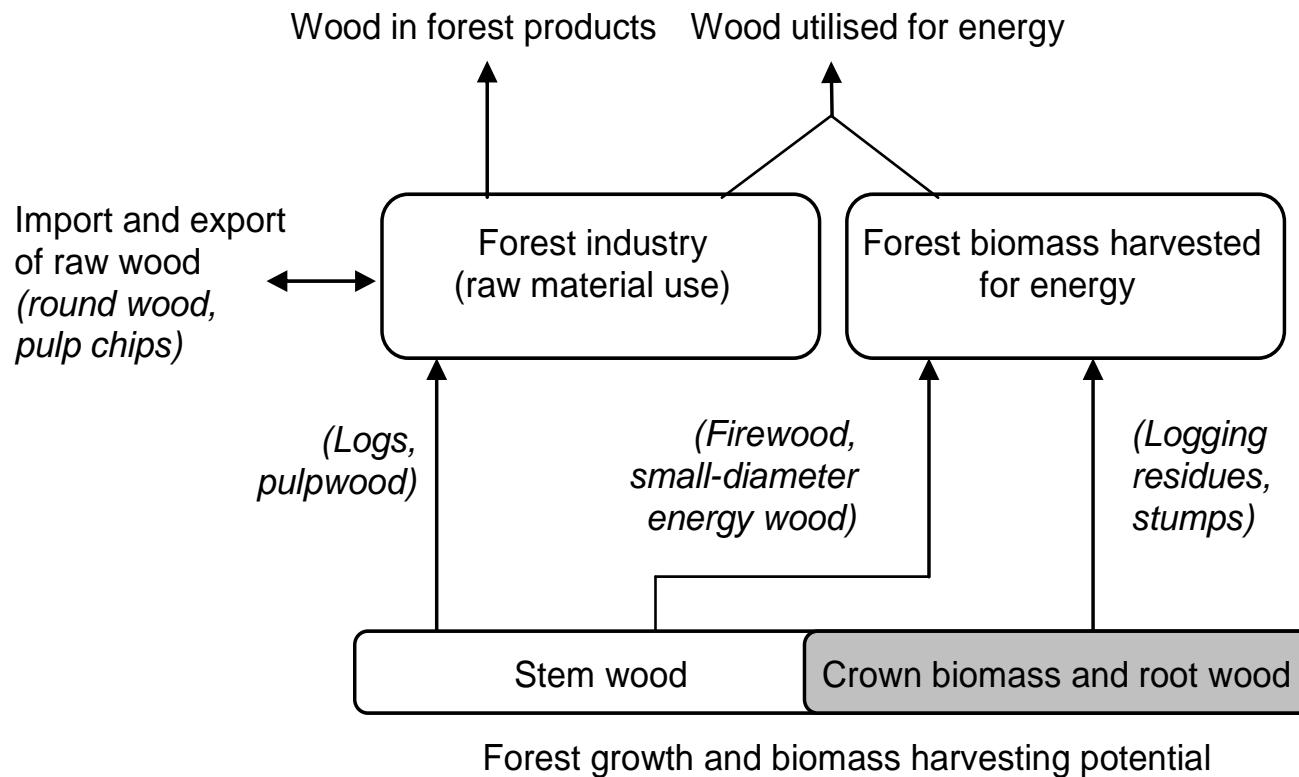 Wood in forest products
Wood utilised for energy
Import and export
of raw wood
(round wood,
pulp chips)
Forest industry
(raw material use)
Forest biomass harvested
for energy
(Logs,
pulpwood)
(Firewood,
small-diameter
energy wood)
(Logging
residues,
stumps)
Stem wood
Crown biomass and root wood
Forest growth and biomass harvesting potential